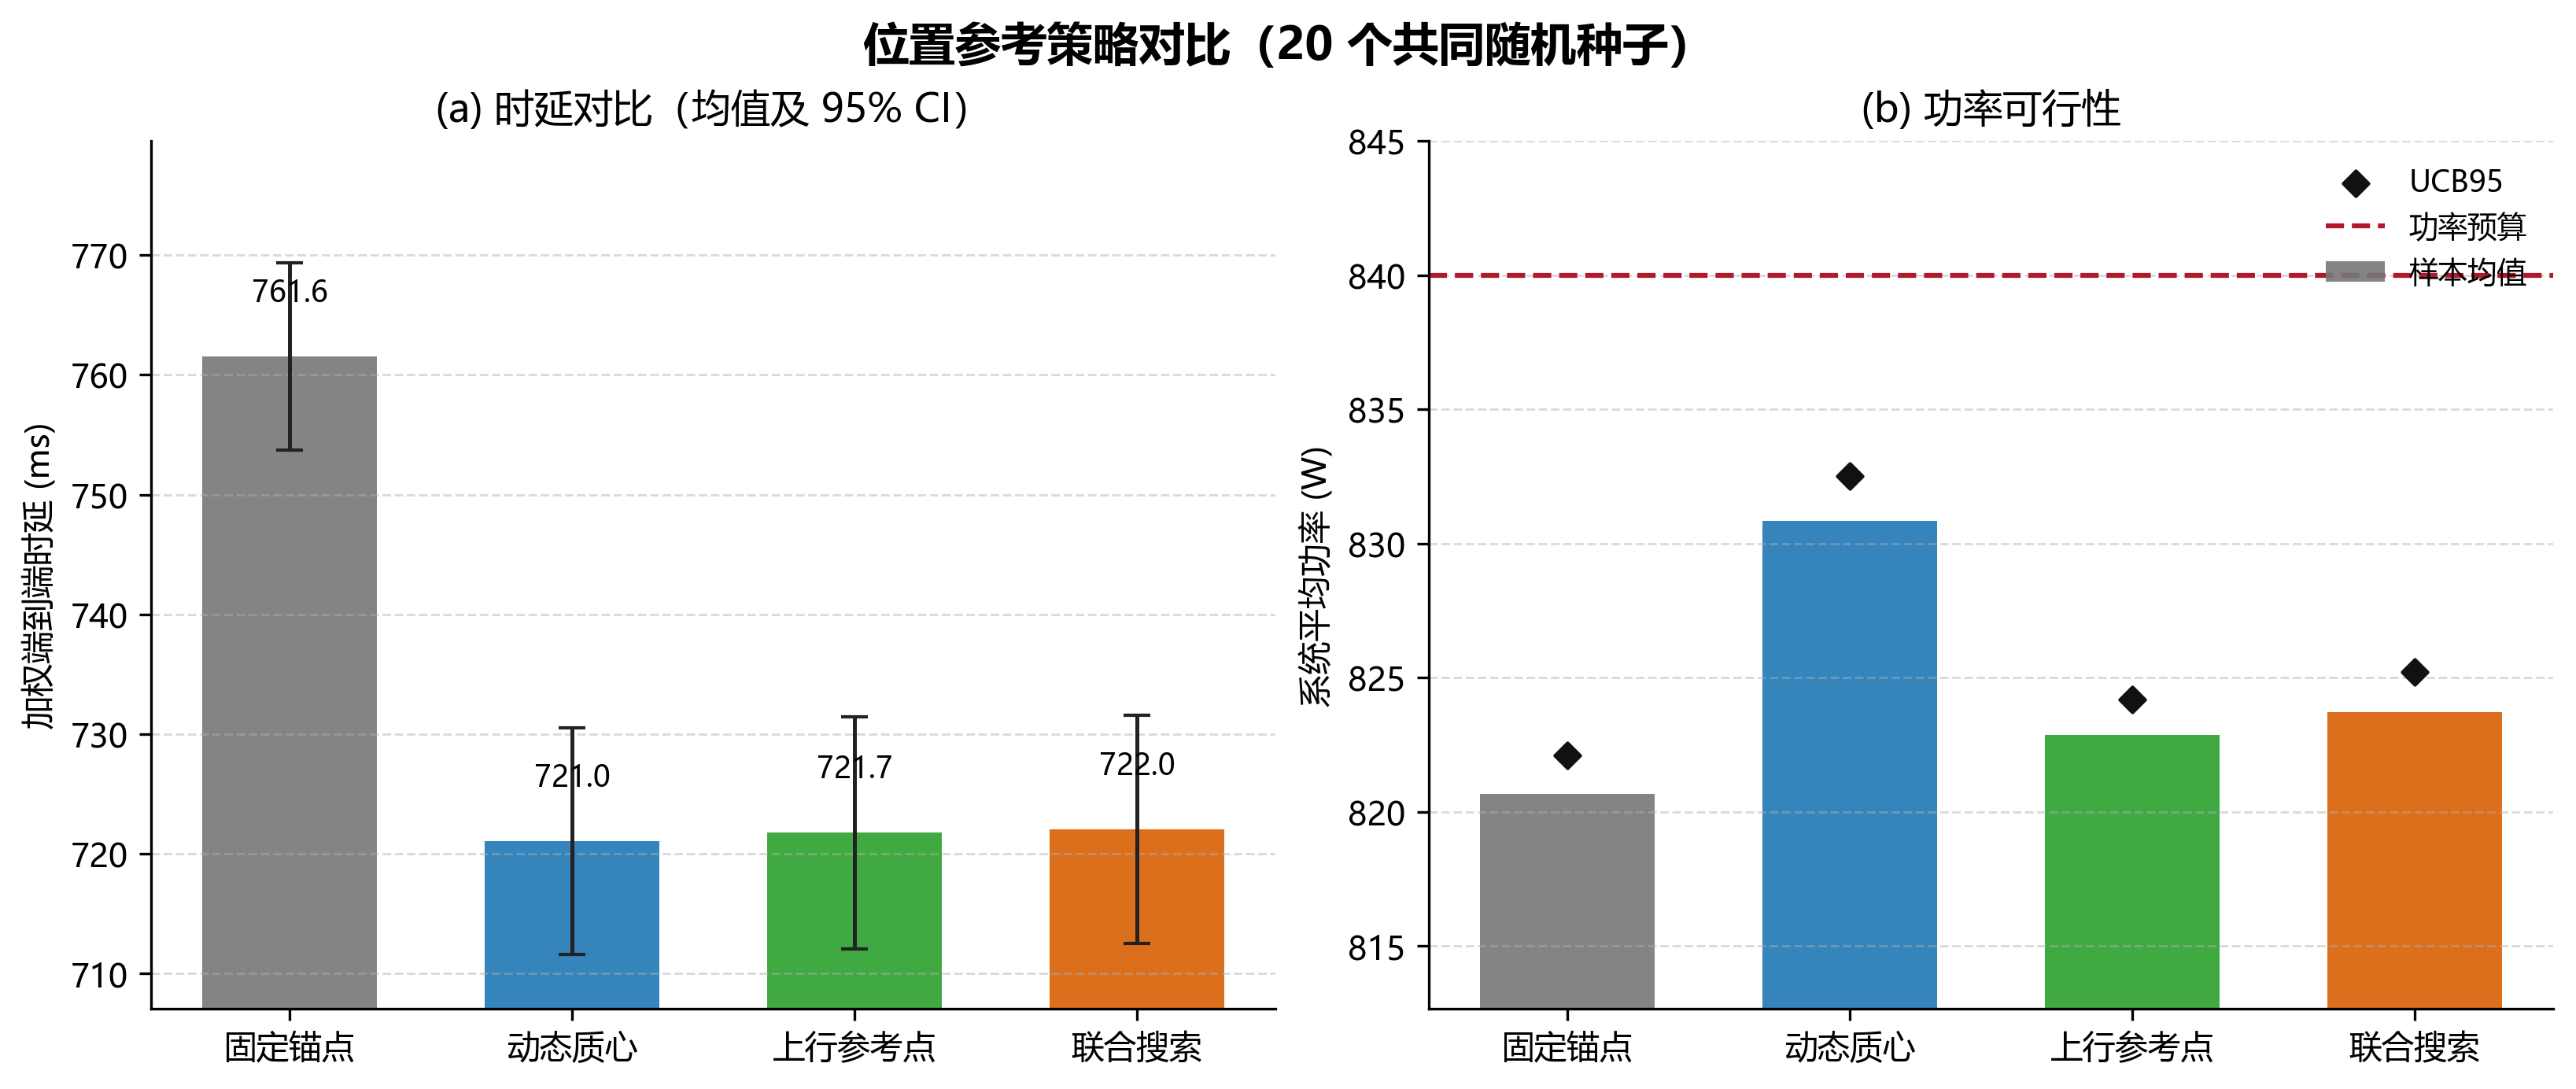 位置参考策略对比（20 个共同随机种子）
(a) 时延对比（均值及 95% CI）
加权端到端时延 (ms)
770
760
750
740
730
720
710
761.6
721.0
721.7
722.0
固定锚点
动态质心
上行参考点
联合搜索
(b) 功率可行性
系统平均功率 (W)
845
840
835
830
825
820
815
UCB95
功率预算
样本均值
固定锚点
动态质心
上行参考点
联合搜索